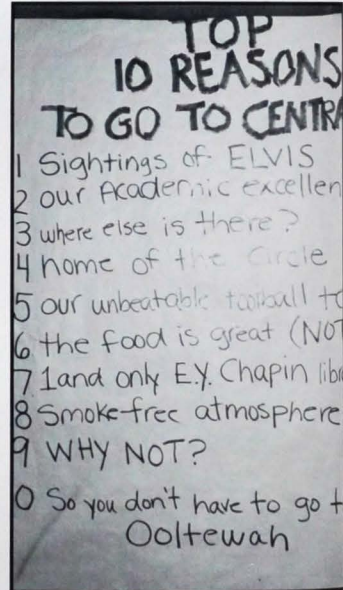 TOP
10 REASONS
TO GO TO CENTRA
1 Sightings of ELVIS
2 our Academic excellen
3 where else is there?
4 home of the Circle
5 our unbeatable football to
6 the food is great (NOT
7 1 and only E.Y. Chapin libr
8 Smoke-free atmosphere
9 WHY NOT?
0 So you don't have to go t
Ooltewah